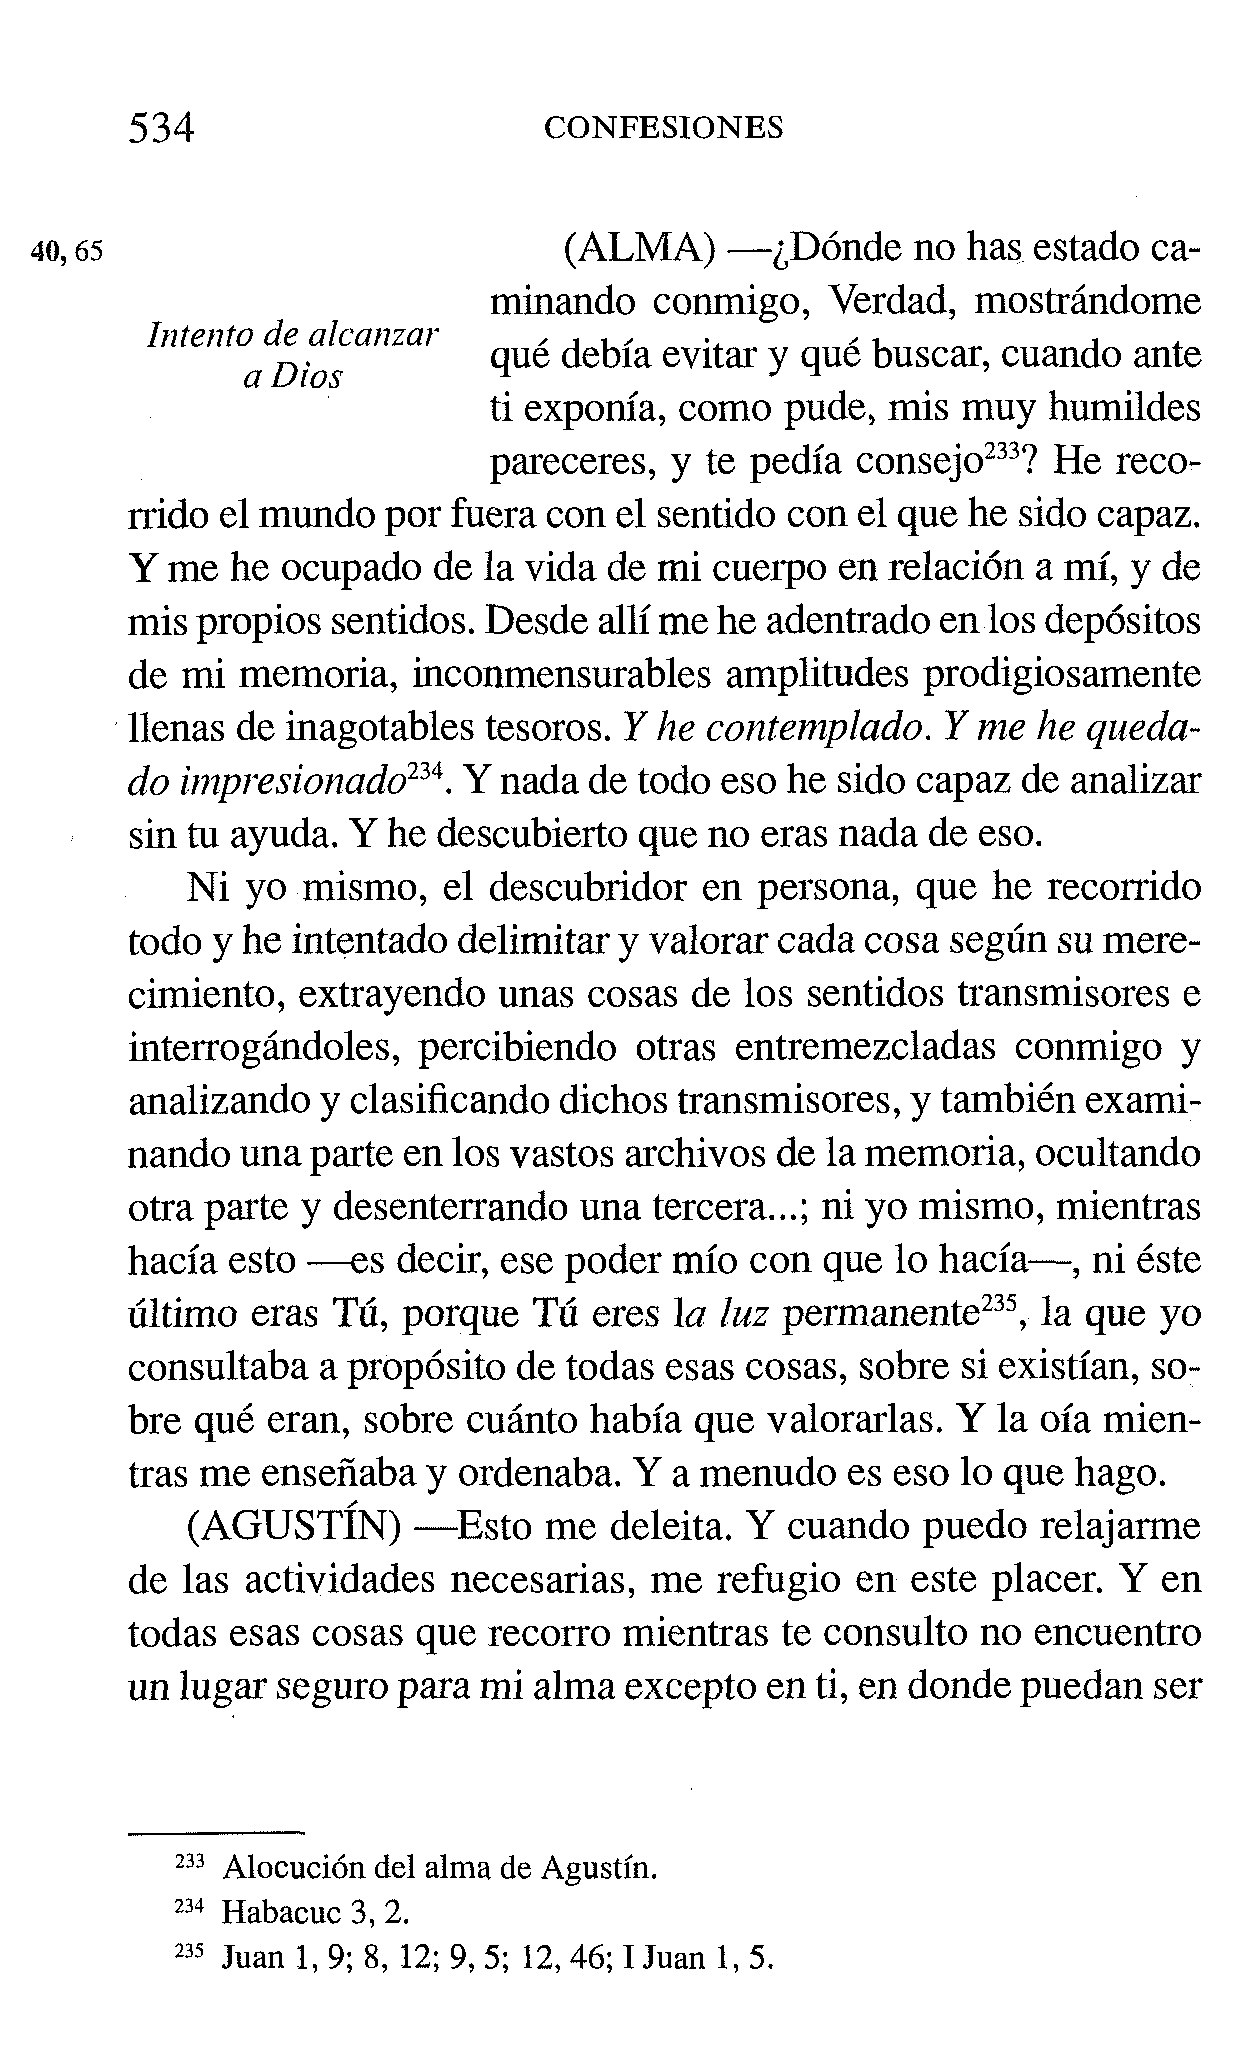 534 CONFESIONES
40, 65
Intento de alcanzar
a Dios
(ALMA) —¿Dónde no has estado ca-
minando conmigo, Verdad, mostrándome
qué debía evitar y qué buscar, cuando ante
ti exponía, como pude, mis muy humildes
pareceres, y te pedía consejo²³³? He reco-
rrido el mundo por fuera con el sentido con el que he sido capaz.
Y me he ocupado de la vida de mi cuerpo en relación a mí, y de
mis propios sentidos. Desde allí me he adentrado en los depósitos
de mi memoria, inconmensurables amplitudes prodigiosamente
llenas de inagotables tesoros. Y he contemplado. Y me he queda-
do impresionado²³⁴. Y nada de todo eso he sido capaz de analizar
sin tu ayuda. Y he descubierto que no eras nada de eso.
Ni yo mismo, el descubridor en persona, que he recorrido
todo y he intentado delimitar y valorar cada cosa según su mere-
cimiento, extrayendo unas cosas de los sentidos transmisores e
interrogándoles, percibiendo otras entremezcladas conmigo y
analizando y clasificando dichos transmisores, y también exami-
nando una parte en los vastos archivos de la memoria, ocultando
otra parte y desenterrando una tercera...; ni yo mismo, mientras
hacía esto —es decir, ese poder mío con que lo hacía—, ni éste
último eras Tú, porque Tú eres la luz permanente²³⁵, la que yo
consultaba a propósito de todas esas cosas, sobre si existían, so-
bre qué eran, sobre cuánto había que valorarlas. Y la oía mien-
tras me enseñaba y ordenaba. Y a menudo es eso lo que hago.
(AGUSTÍN) —Esto me deleita. Y cuando puedo relajarme
de las actividades necesarias, me refugio en este placer. Y en
todas esas cosas que recorro mientras te consulto no encuentro
un lugar seguro para mi alma excepto en ti, en donde puedan ser
²³³ Alocución del alma de Agustín.
²³⁴ Habacuc 3, 2.
²³⁵ Juan 1, 9; 8, 12; 9, 5; 12, 46; I Juan 1, 5.